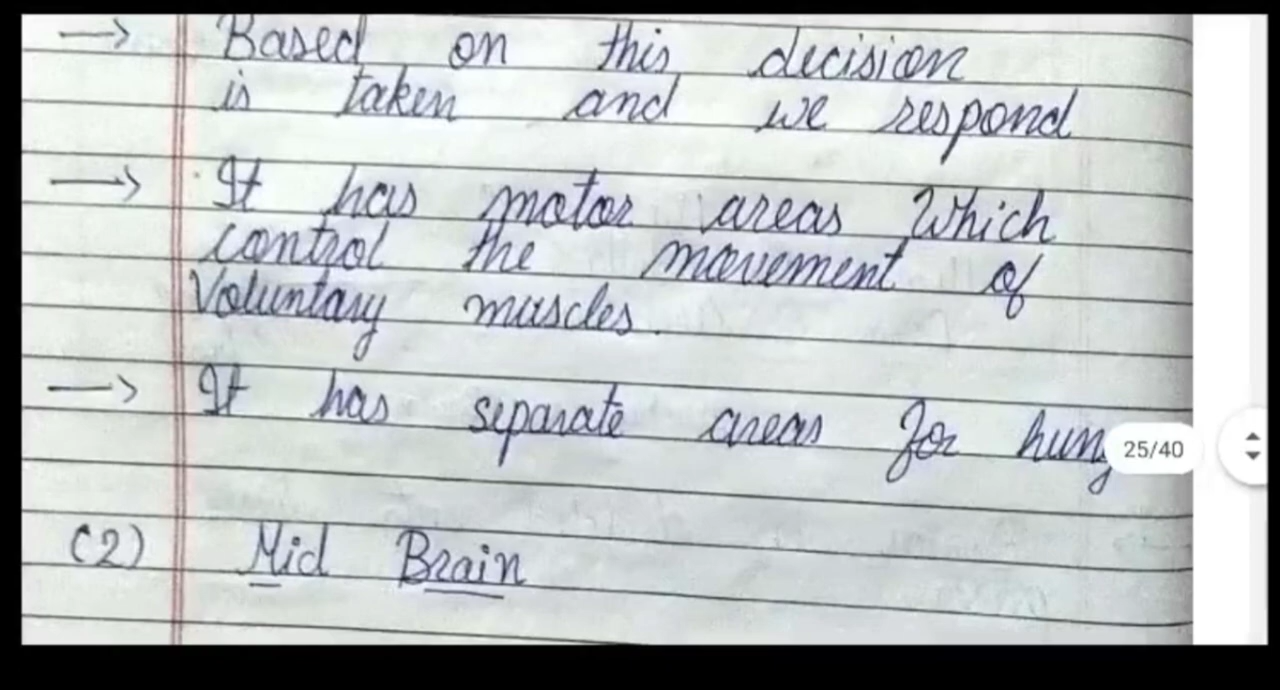 → Based on this decision
is taken and we respond
→ It has motor areas which
control the movement of
Voluntary muscles.
→ It has separate areas for
25/40
(2) Mid Brain